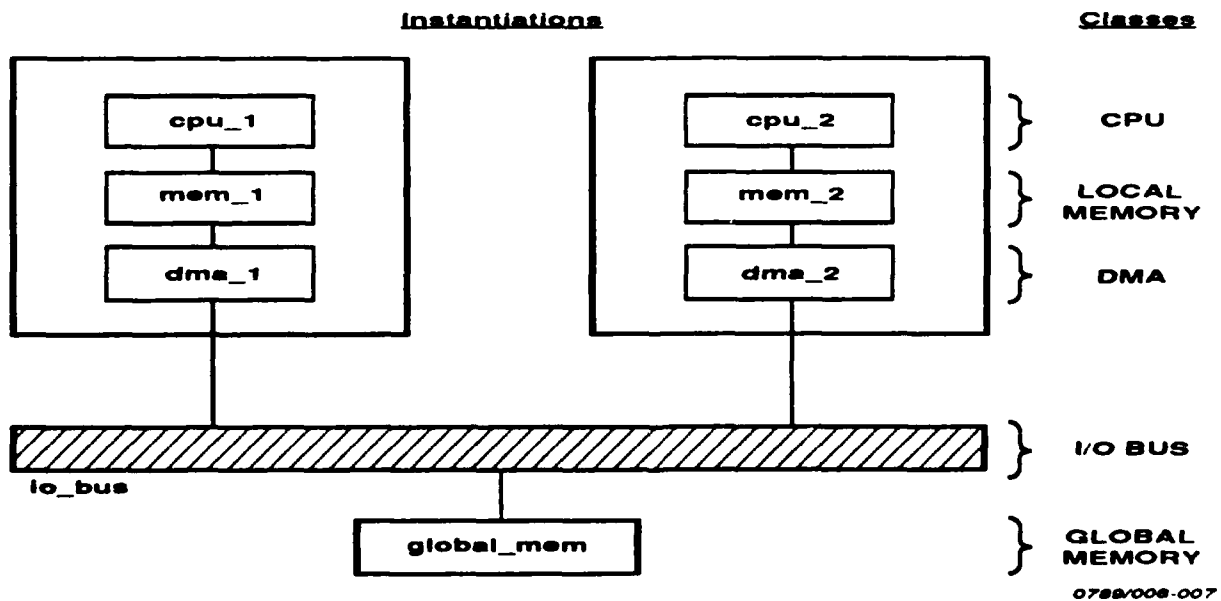 Instantiations Classes
cpu_1 cpu_2 CPU
mem_1 mem_2 LOCAL
MEMORY
dma_1 dma_2 DMA
I/O BUS
io_bus
global_mem GLOBAL
MEMORY
0789/006-007